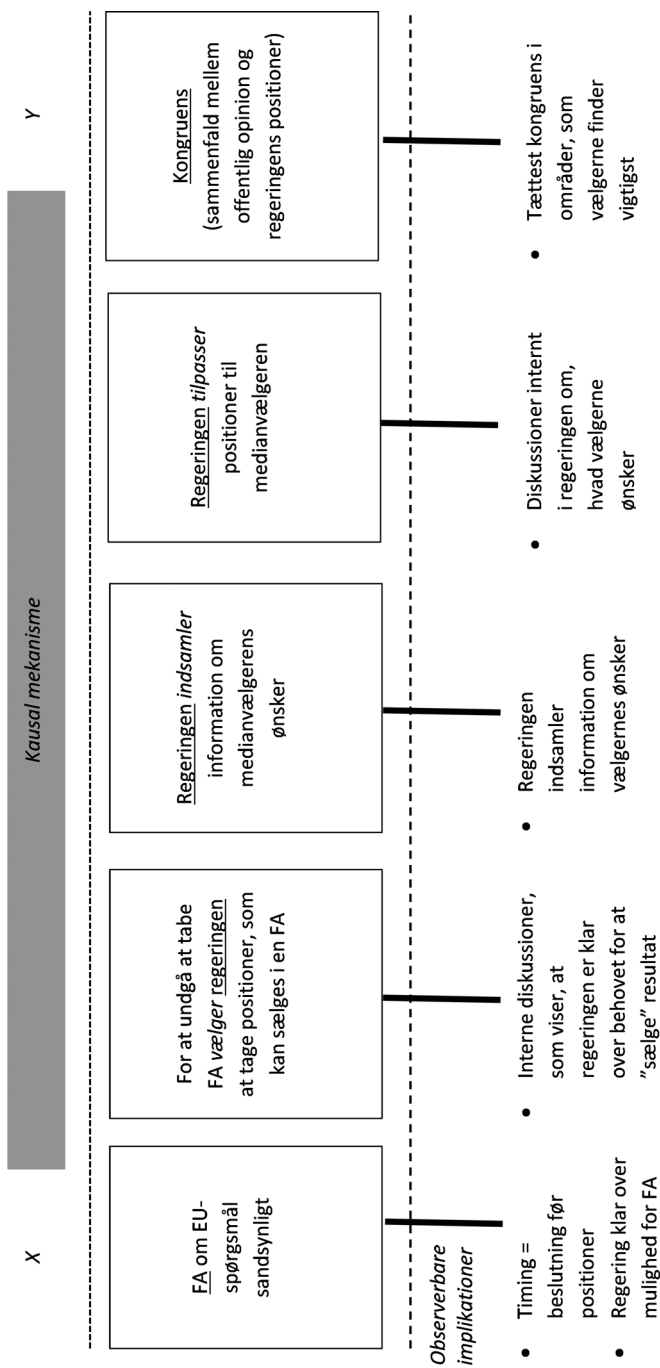 X
Kausal mekanisme
Y
FA om EU-
spørgsmål
sandsynligt
For at undgå at tabe
FA vælger regeringen
at tage positioner, som
kan sælges i en FA
Regeringen indsamler
information om
medianvælgerens
ønsker
Regeringen tilpasser
positioner til
medianvælgeren
Kongruens
(sammenfald mellem
offentlig opinion og
regeringens positioner)
Observerbare
implikationer
• Timing =
beslutning før
positioner
• Regering klar over
mulighed for FA
• Interne diskussioner,
som viser, at
regeringen er klar
over behovet for at
”sælge” resultat
• Regeringen
indsamler
information om
vælgernes ønsker
• Diskussioner internt
i regeringen om,
hvad vælgerne
ønsker
• Tættest kongruens i
områder, som
vælgerne finder
vigtigst